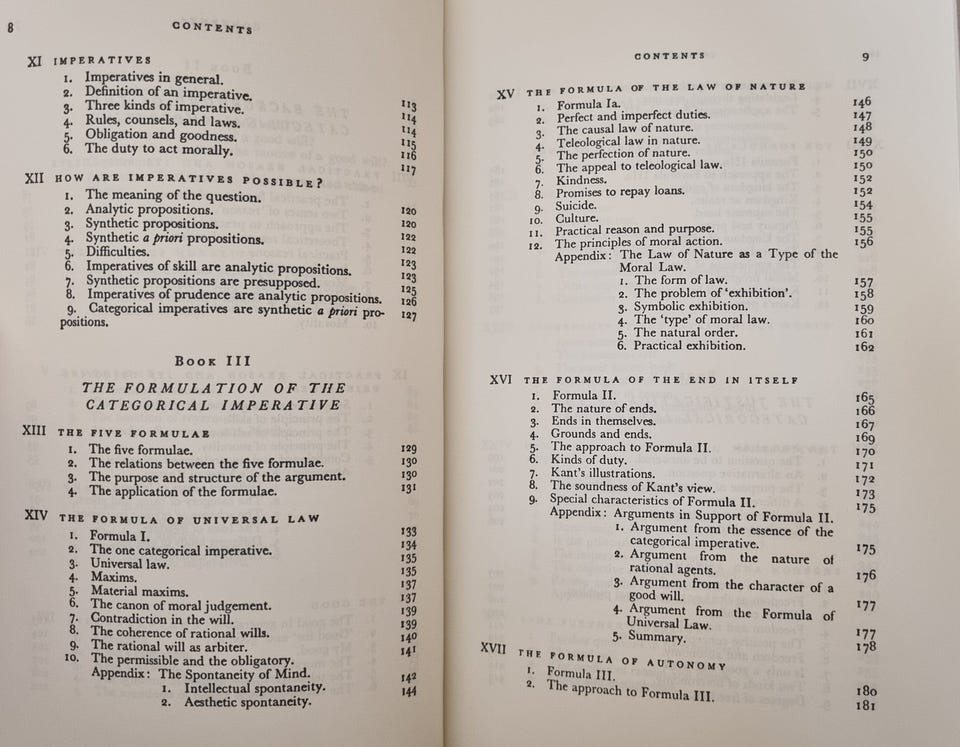 8 CONTENTS
XI IMPERATIVES
1. Imperatives in general. 113
2. Definition of an imperative. 114
3. Three kinds of imperative. 114
4. Rules, counsels, and laws. 115
5. Obligation and goodness. 116
6. The duty to act morally. 117
XII HOW ARE IMPERATIVES POSSIBLE?
1. The meaning of the question. 120
2. Analytic propositions. 120
3. Synthetic propositions. 122
4. Synthetic a priori propositions. 122
5. Difficulties. 123
6. Imperatives of skill are analytic propositions. 123
7. Synthetic propositions are presupposed. 125
8. Imperatives of prudence are analytic propositions. 126
9. Categorical imperatives are synthetic a priori pro-
positions. 127
BOOK III
THE FORMULATION OF THE
CATEGORICAL IMPERATIVE
XIII THE FIVE FORMULAE
1. The five formulae. 129
2. The relations between the five formulae. 130
3. The purpose and structure of the argument. 130
4. The application of the formulae. 131
XIV THE FORMULA OF UNIVERSAL LAW
1. Formula I. 133
2. The one categorical imperative. 134
3. Universal law. 135
4. Maxims. 135
5. Material maxims. 137
6. The canon of moral judgement. 137
7. Contradiction in the will. 139
8. The coherence of rational wills. 139
9. The rational will as arbiter. 140
10. The permissible and the obligatory. 141
Appendix: The Spontaneity of Mind.
1. Intellectual spontaneity. 142
2. Aesthetic spontaneity. 144
CONTENTS 9
XV THE FORMULA OF THE LAW OF NATURE
1. Formula Ia. 146
2. Perfect and imperfect duties. 147
3. The causal law of nature. 148
4. Teleological law in nature. 149
5. The perfection of nature. 150
6. The appeal to teleological law. 150
7. Kindness. 152
8. Promises to repay loans. 152
9. Suicide. 154
10. Culture. 155
11. Practical reason and purpose. 155
12. The principles of moral action. 156
Appendix: The Law of Nature as a Type of the
Moral Law.
1. The form of law. 157
2. The problem of 'exhibition'. 158
3. Symbolic exhibition. 159
4. The 'type' of moral law. 160
5. The natural order. 161
6. Practical exhibition. 162
XVI THE FORMULA OF THE END IN ITSELF
1. Formula II. 165
2. The nature of ends. 166
3. Ends in themselves. 167
4. Grounds and ends. 169
5. The approach to Formula II. 170
6. Kinds of duty. 171
7. Kant's illustrations. 172
8. The soundness of Kant's view. 173
9. Special characteristics of Formula II. 175
Appendix: Arguments in Support of Formula II.
1. Argument from the essence of the
categorical imperative. 175
2. Argument from the nature of
rational agents. 176
3. Argument from the character of a
good will. 177
4. Argument from the Formula of
Universal Law. 177
5. Summary. 178
XVII THE FORMULA OF AUTONOMY
1. Formula III. 180
2. The approach to Formula III. 181